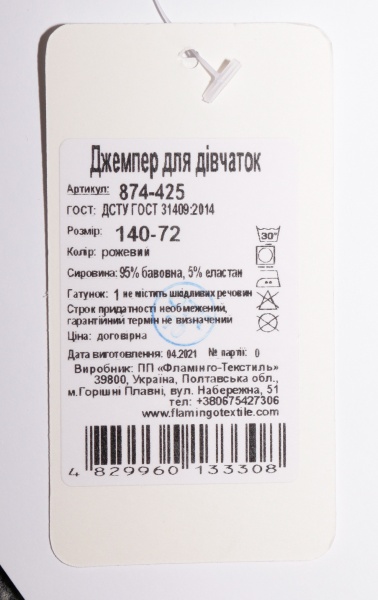 Джемпер для дівчаток
Артикул: 874-425
ГОСТ: ДСТУ ГОСТ 31409:2014
Розмір: 140-72
Колір: рожевий
30°
Сировина: 95% бавовна, 5% еластан
Гатунок: 1 не містить шкідливих речовин
Строк придатності необмежений,
гарантійний термін не визначений
Ціна: договірна
Дата виготовлення: 04.2021 № партії: 0
Виробник: ПП «Фламінго-Текстиль»
39800, Україна, Полтавська обл.,
м.Горішні Плавні, вул. Набережна, 51
тел: +380675427306
www.flamingotextile.com
4 829960 133308